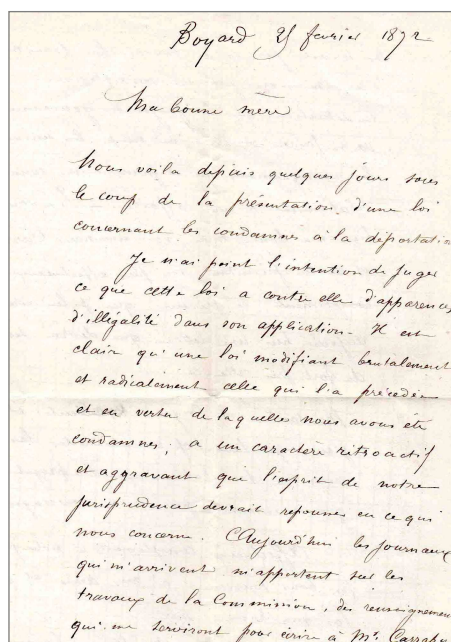 Boyard 25 fevrier 1872
Ma bonne mère
Nous voila depuis quelques jours sous
le coup de la présentation d'une loi
concernant les condamnés à la déportation
Je n'ai point l'intention de juger
ce que cette loi a contre elle d'apparences
d'illégalité dans son application. Il est
clair qu'une loi modifiant brutalement
et radicalement celle qui l'a précédée
et en vertu de laquelle nous avons été
condamnés, a un caractère rétroactif
et aggravant que l'esprit de notre
jurisprudence devrait repousser en ce qui
nous concerne. Aujourd'hui les journaux
qui m'arrivent m'apportent sur les
travaux de la Commission, des renseignements
qui me serviront pour écrire à Mr.